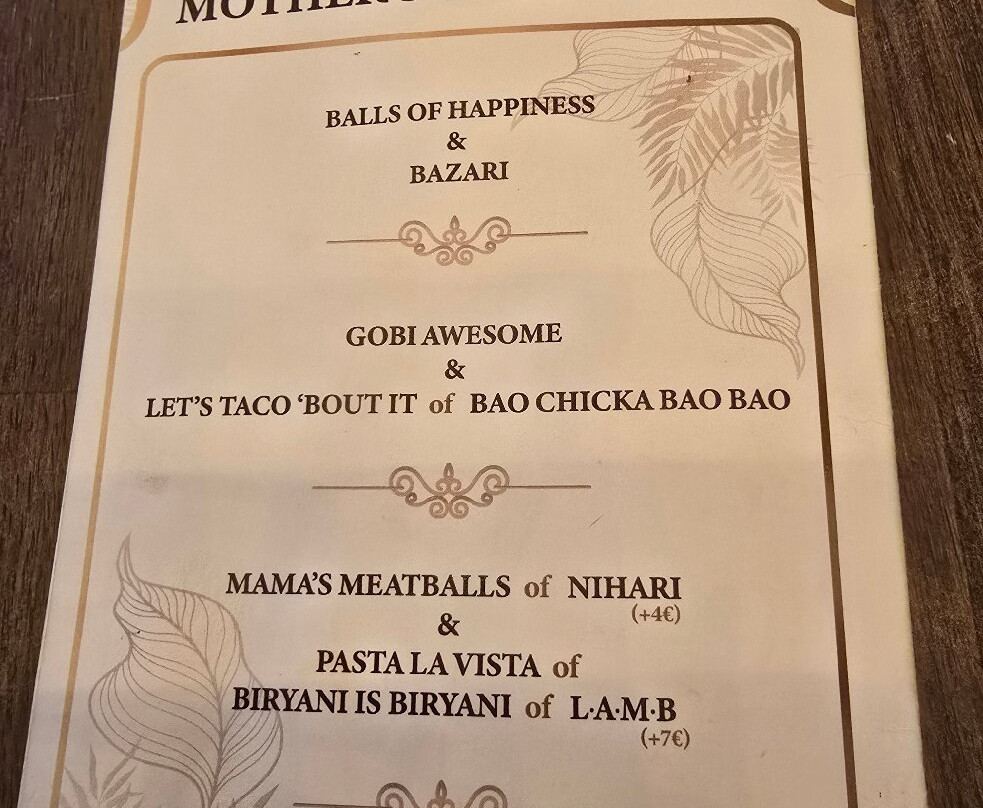 BALLS OF HAPPINESS
&
BAZARI
GOBI AWESOME
&
LET'S TACO ‘BOUT IT of BAO CHICKA BAO BAO
MAMA'S MEATBALLS of NIHARI
(+4€)
&
PASTA LA VISTA of
BIRYANI IS BIRYANI of L·A·M·B
(+7€)